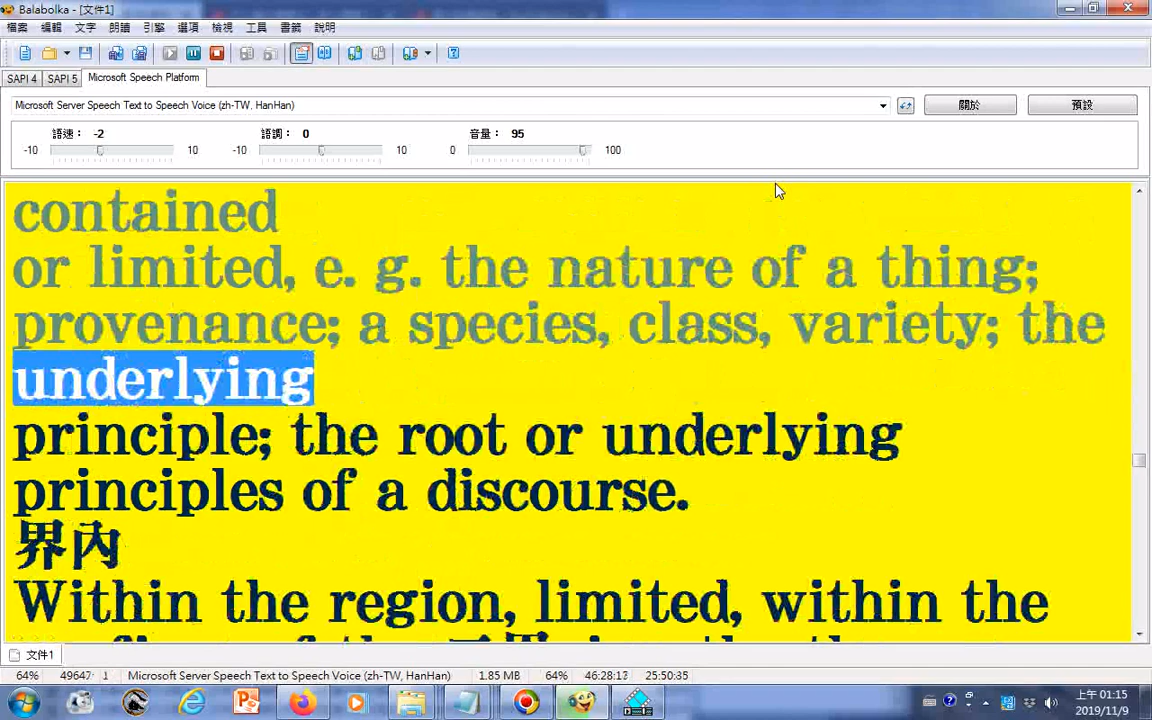 Balabolka - [文件1]
檔案 編輯 文字 朗讀 引擎 選項 檢視 工具 書籤 說明
SAPI 4 SAPI 5 Microsoft Speech Platform
Microsoft Server Speech Text to Speech Voice (zh-TW, HanHan) 關於 預設
語速： -2 語調： 0 音量： 95
-10 10 -10 10 0 100
contained
or limited, e. g. the nature of a thing;
provenance; a species, class, variety; the
underlying
principle; the root or underlying
principles of a discourse.
界內
Within the region, limited, within the
文件1
64% 49647 1 Microsoft Server Speech Text to Speech Voice (zh-TW, HanHan) 1.85 MB 64% 46:28:13 25:50:35
上午 01:15
2019/11/9